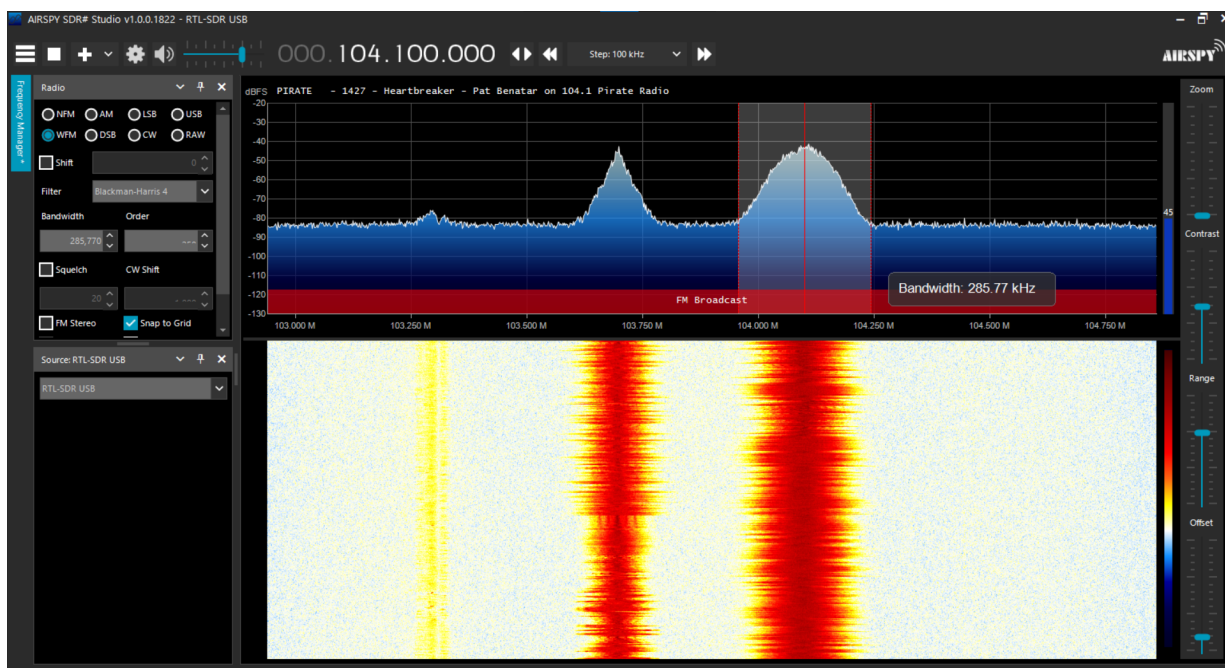 AIRSPY SDR# Studio v1.0.0.1822 - RTL-SDR USB
000.104.100.000
Step: 100 kHz
AIRSPY
Frequency Manager *
Radio
NFM AM LSB USB
WFM DSB CW RAW
Shift 0
Filter Blackman-Harris 4
Bandwidth Order
285,770 ---
Squelch CW Shift
20 - ---
FM Stereo Snap to Grid
Source: RTL-SDR USB
RTL-SDR USB
dBFS PIRATE - 1427 - Heartbreaker - Pat Benatar on 104.1 Pirate Radio
-20
-30
-40
-50
-60
-70
-80
-90
-100
-110
-120
-130
45
Bandwidth: 285.77 kHz
FM Broadcast
103.000 M 103.250 M 103.500 M 103.750 M 104.000 M 104.250 M 104.500 M 104.750 M
Zoom
Contrast
Range
Offset